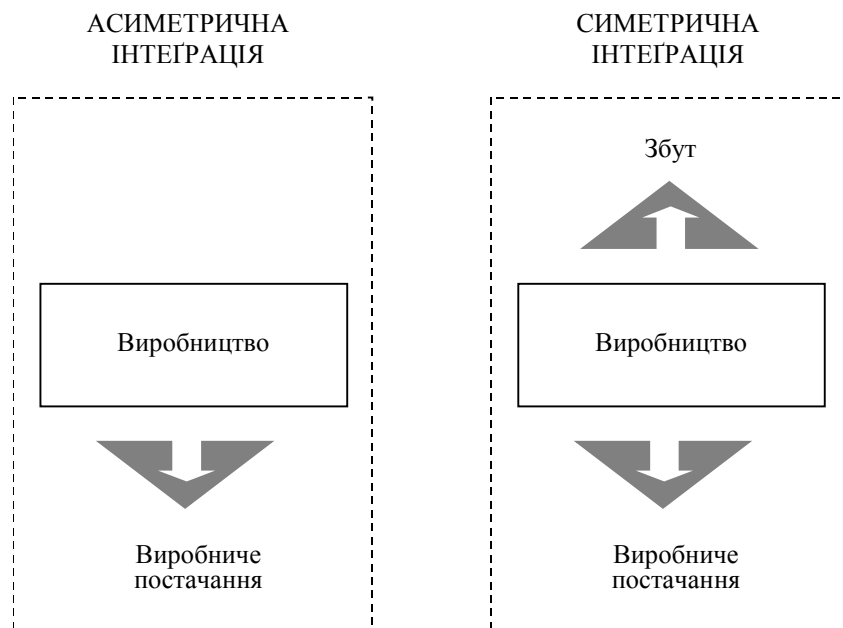 АСИМЕТРИЧНА
ІНТЕҐРАЦІЯ
Виробництво
Виробниче
постачання
СИМЕТРИЧНА
ІНТЕҐРАЦІЯ
Збут
Виробництво
Виробниче
постачання